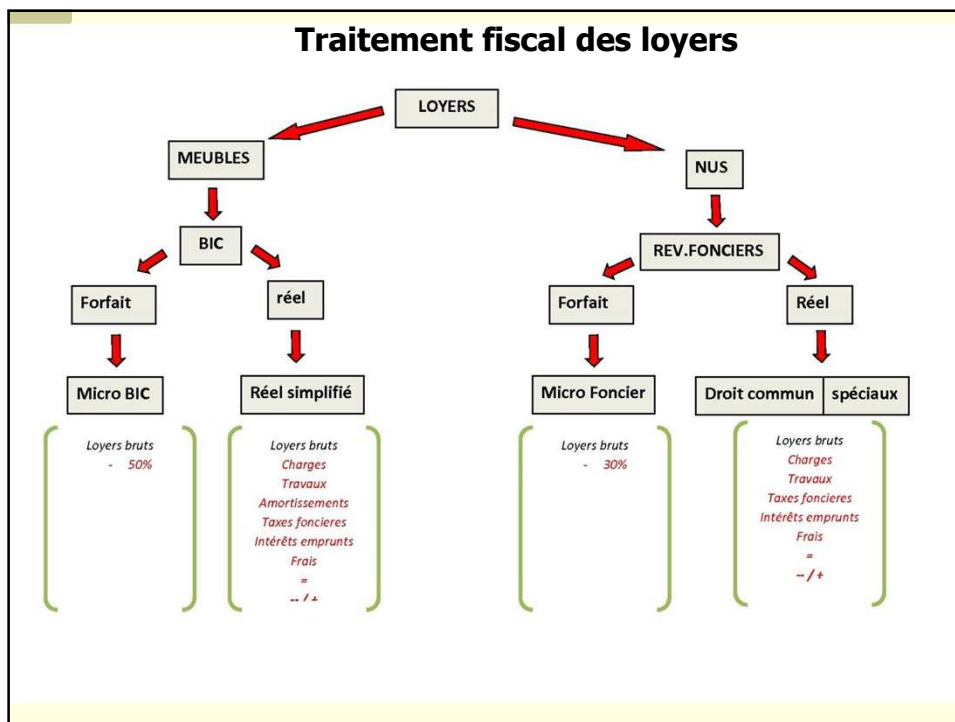 Traitement fiscal des loyers
LOYERS
MEUBLES
NUS
BIC
REV.FONCIERS
Forfait
réel
Forfait
Réel
Micro BIC
Réel simplifié
Micro Foncier
Droit commun
spéciaux
Loyers bruts
- 50%
Loyers bruts
Charges
Travaux
Amortissements
Taxes foncieres
Intérêts emprunts
Frais
=
-- / +
Loyers bruts
- 30%
Loyers bruts
Charges
Travaux
Taxes foncieres
Intérêts emprunts
Frais
=
-- / +